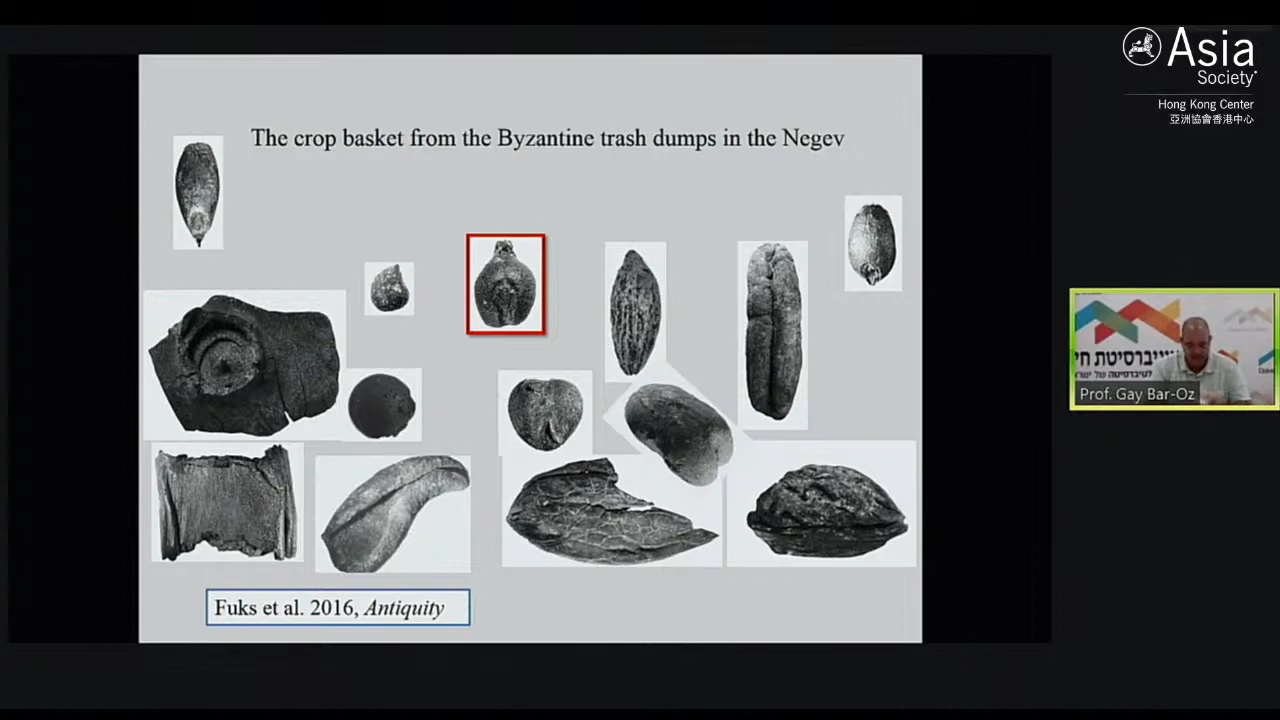 Asia
Society
Hong Kong Center
亞洲協會香港中心
The crop basket from the Byzantine trash dumps in the Negev
Fuks et al. 2016, Antiquity
Prof. Gay Bar-Oz